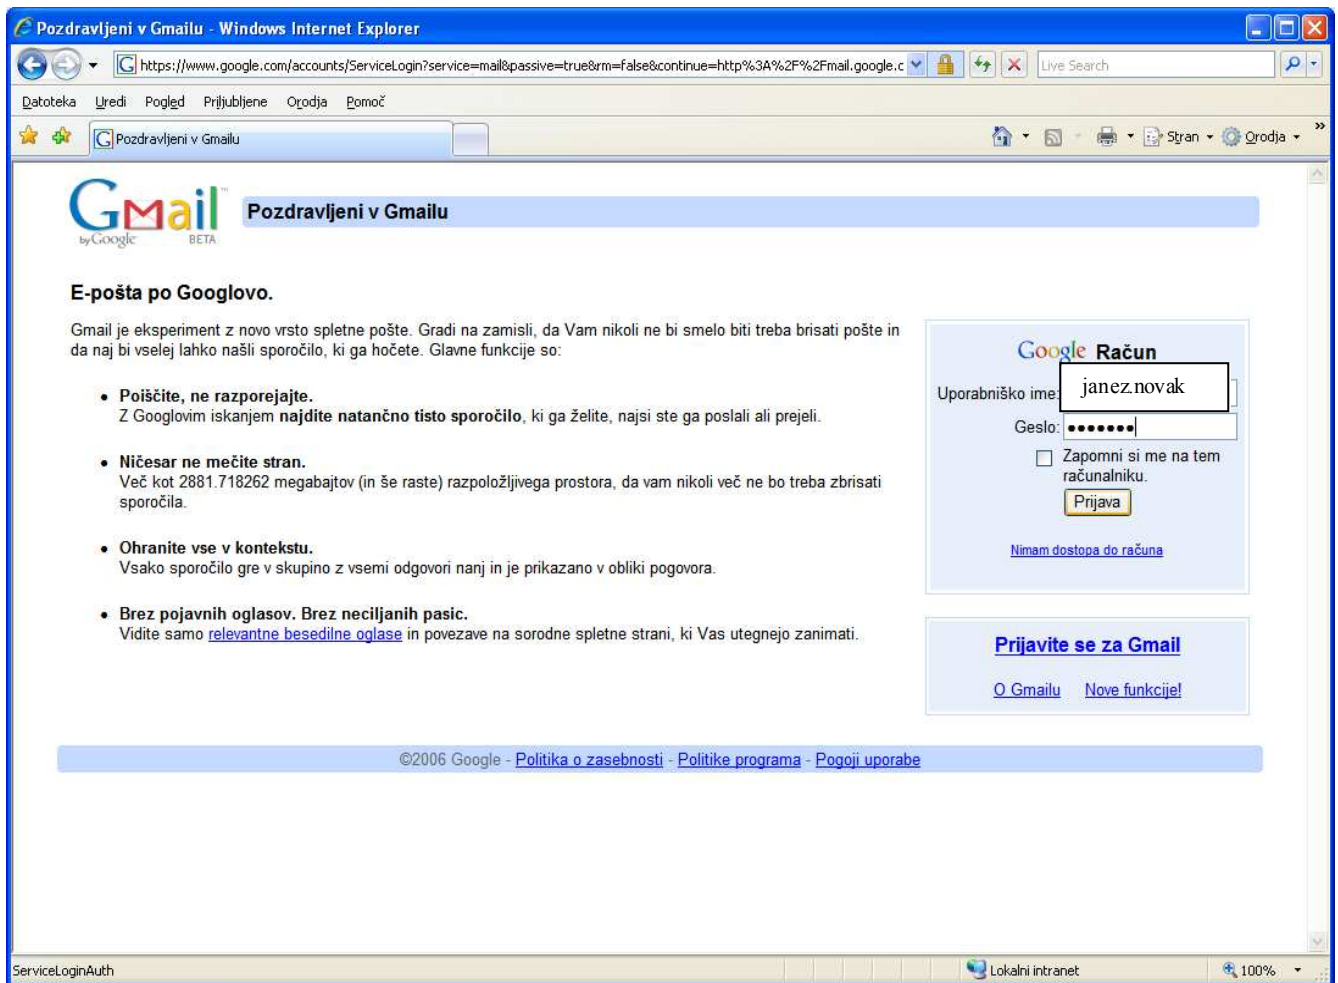 Pozdravljeni v Gmailu - Windows Internet Explorer
https://www.google.com/accounts/ServiceLogin?service=mail&passive=true&rm=false&continue=http%3A%2F%2Fmail.google.c
Live Search
Datoteka Uredi Pogled Priljubljene Orodja Pomoč
Pozdravljeni v Gmailu
Stran Orodja »
Gmail™
by Google BETA
Pozdravljeni v Gmailu
E-pošta po Googlovo.
Gmail je eksperiment z novo vrsto spletne pošte. Gradi na zamisli, da Vam nikoli ne bi smelo biti treba brisati pošte in
da naj bi vselej lahko našli sporočilo, ki ga hočete. Glavne funkcije so:
• Poiščite, ne razporejajte.
Z Googlovim iskanjem najdite natančno tisto sporočilo, ki ga želite, najsi ste ga poslali ali prejeli.
• Ničesar ne mečite stran.
Več kot 2881.718262 megabajtov (in še raste) razpoložljivega prostora, da vam nikoli več ne bo treba zbrisati
sporočila.
• Ohranite vse v kontekstu.
Vsako sporočilo gre v skupino z vsemi odgovori nanj in je prikazano v obliki pogovora.
• Brez pojavnih oglasov. Brez neciljanih pasic.
Vidite samo relevantne besedilne oglase in povezave na sorodne spletne strani, ki Vas utegnejo zanimati.
Google Račun
Uporabniško ime: janez.novak
Geslo: •••••••
Zapomni si me na tem
računalniku.
Prijava
Nimam dostopa do računa
Prijavite se za Gmail
O Gmailu Nove funkcije!
©2006 Google - Politika o zasebnosti - Politike programa - Pogoji uporabe
ServiceLoginAuth
Lokalni intranet
100%